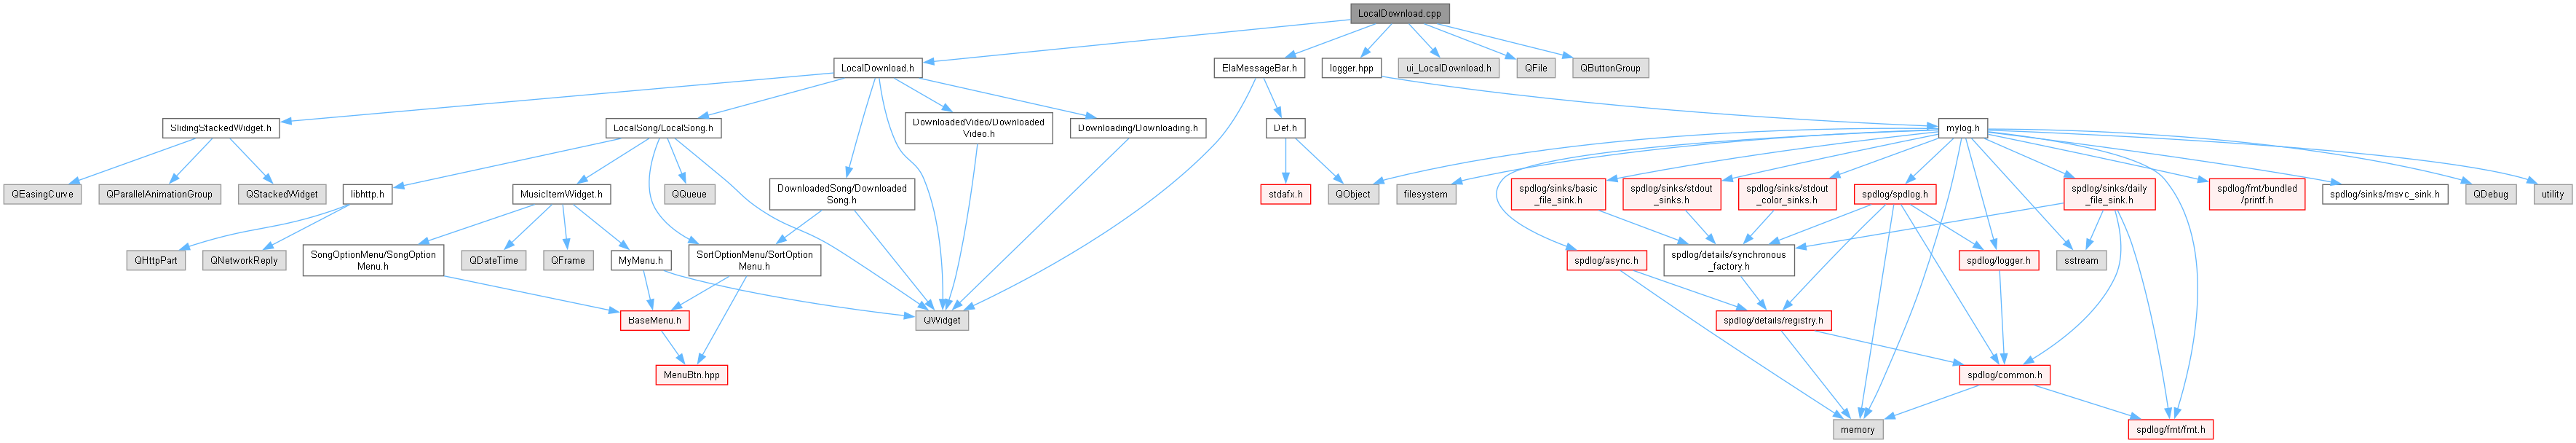 LocalDownload.cpp
LocalDownload.h
ElaMessageBar.h
logger.hpp
ui_LocalDownload.h
QFile
QButtonGroup
SlidingStackedWidget.h
LocalSong/LocalSong.h
DownloadedVideo/Downloaded
Video.h
Downloading/Downloading.h
Def.h
mylog.h
QEasingCurve
QParallelAnimationGroup
QStackedWidget
libhttp.h
MusicItemWidget.h
QQueue
DownloadedSong/Downloaded
Song.h
stdafx.h
QObject
filesystem
spdlog/sinks/basic
_file_sink.h
spdlog/sinks/stdout
_sinks.h
spdlog/sinks/stdout
_color_sinks.h
spdlog/spdlog.h
spdlog/sinks/daily
_file_sink.h
spdlog/fmt/bundled
/printf.h
spdlog/sinks/msvc_sink.h
QDebug
utility
QHttpPart
QNetworkReply
SongOptionMenu/SongOption
Menu.h
QDateTime
QFrame
MyMenu.h
SortOptionMenu/SortOption
Menu.h
spdlog/async.h
spdlog/details/synchronous
_factory.h
spdlog/logger.h
sstream
BaseMenu.h
QWidget
spdlog/details/registry.h
MenuBtn.hpp
spdlog/common.h
memory
spdlog/fmt/fmt.h